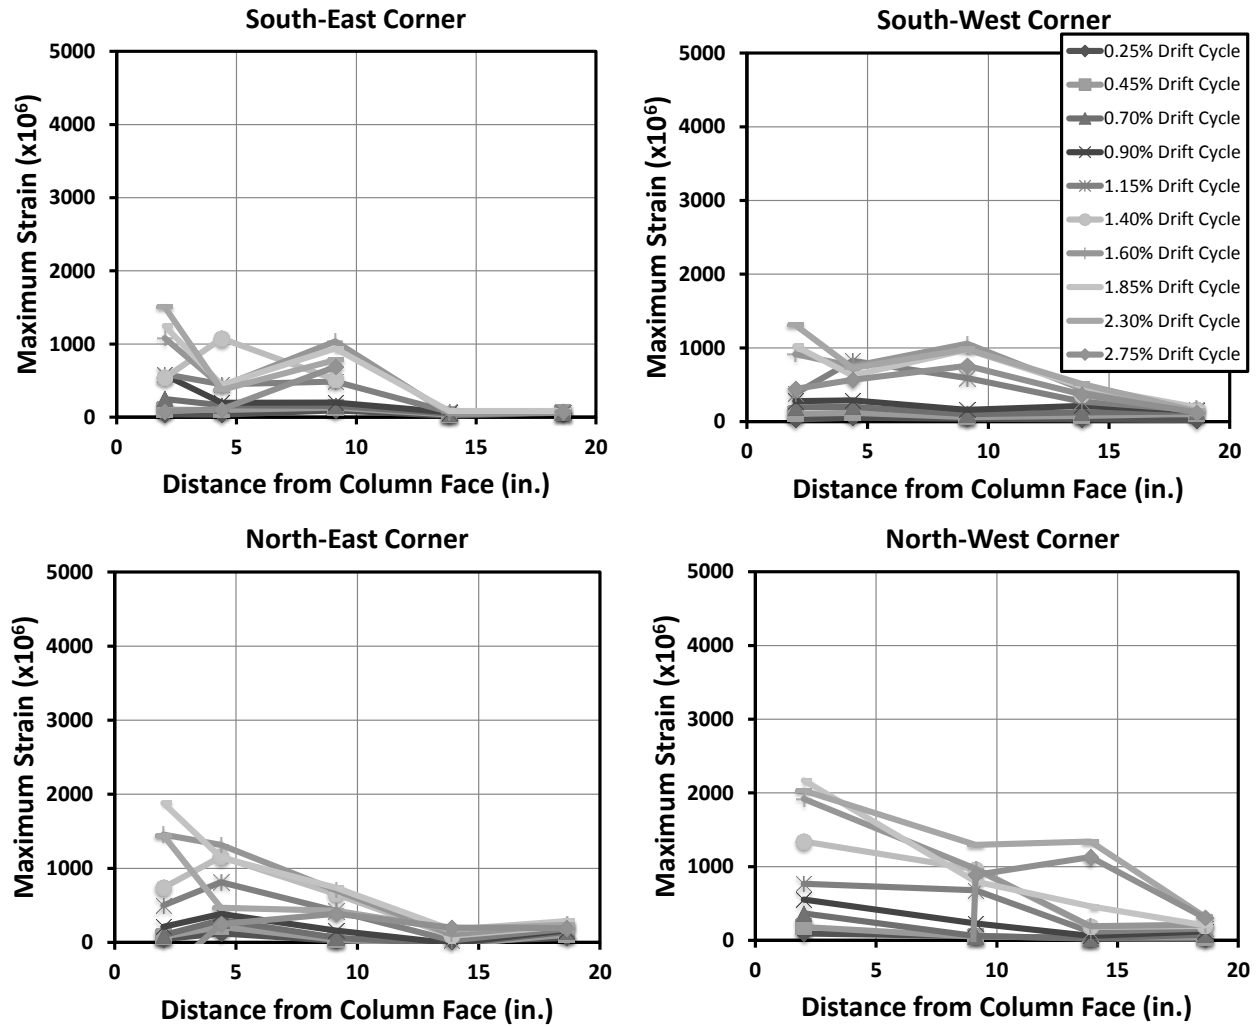 South-East Corner
5000
4000
3000
2000
1000
0
0 5 10 15 20
Maximum Strain (x10⁶)
Distance from Column Face (in.)
South-West Corner
5000
4000
3000
2000
1000
0
0 5 10 15 20
Maximum Strain (x10⁶)
Distance from Column Face (in.)
0.25% Drift Cycle
0.45% Drift Cycle
0.70% Drift Cycle
0.90% Drift Cycle
1.15% Drift Cycle
1.40% Drift Cycle
1.60% Drift Cycle
1.85% Drift Cycle
2.30% Drift Cycle
2.75% Drift Cycle
North-East Corner
5000
4000
3000
2000
1000
0
0 5 10 15 20
Maximum Strain (x10⁶)
Distance from Column Face (in.)
North-West Corner
5000
4000
3000
2000
1000
0
0 5 10 15 20
Maximum Strain (x10⁶)
Distance from Column Face (in.)